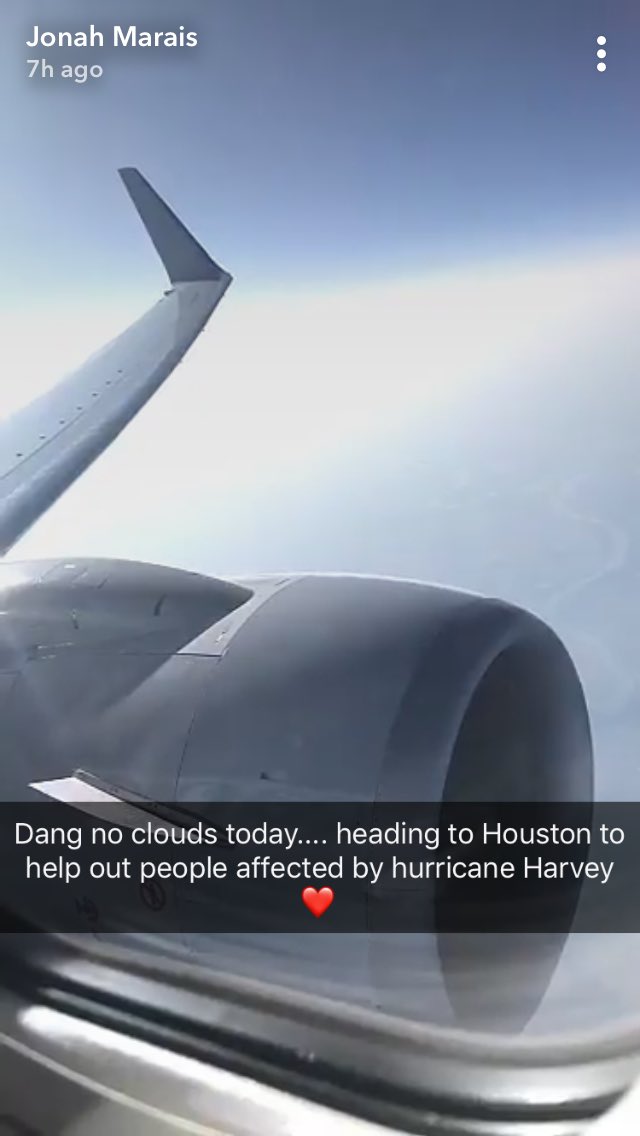 Jonah Marais
7h ago
Dang no clouds today.... heading to Houston to
help out people affected by hurricane Harvey
❤️